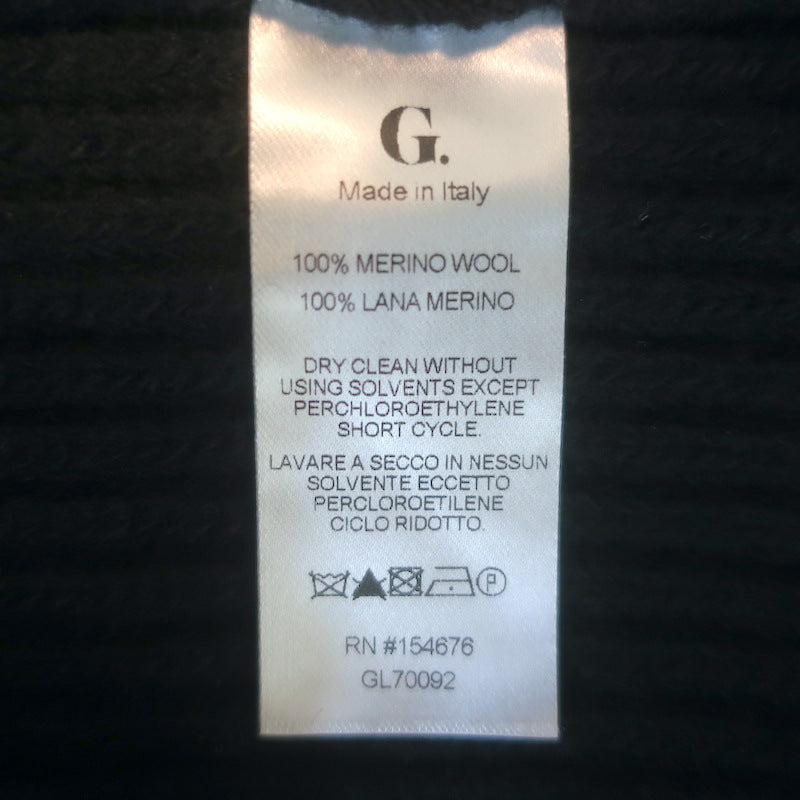 G.
Made in Italy
100% MERINO WOOL
100% LANA MERINO
DRY CLEAN WITHOUT
USING SOLVENTS EXCEPT
PERCHLOROETHYLENE
SHORT CYCLE.
LAVARE A SECCO IN NESSUN
SOLVENTE ECCETTO
PERCLOROETILENE
CICLO RIDOTTO.
P
RN #154676
GL70092